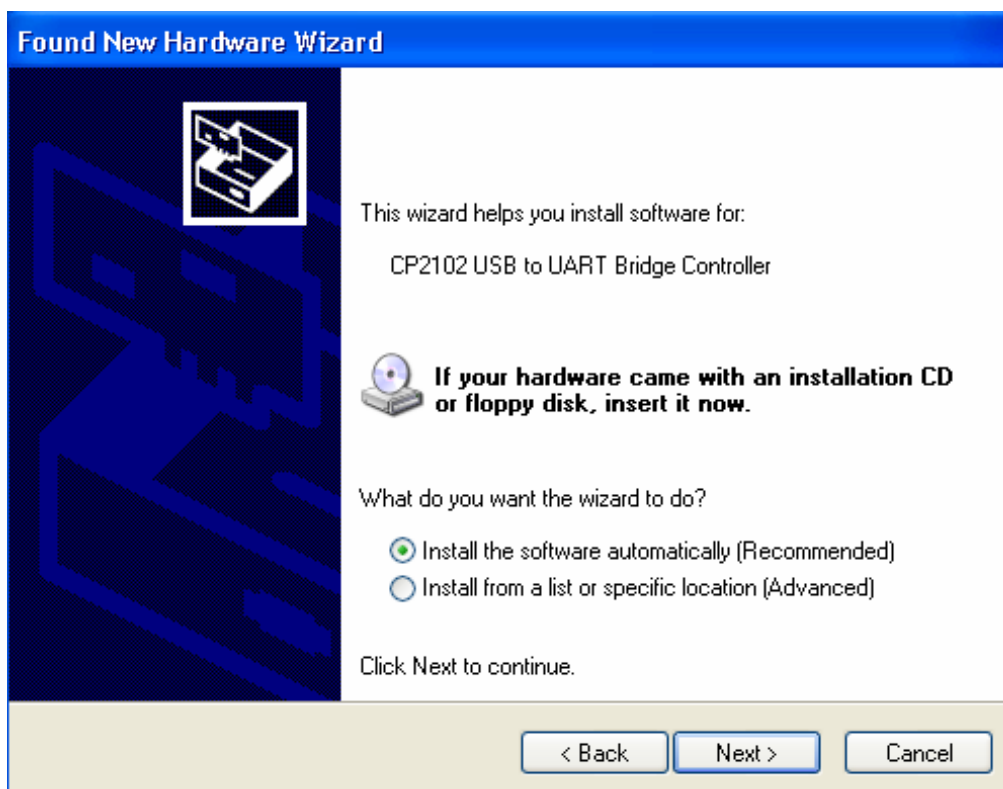 Found New Hardware Wizard
This wizard helps you install software for:
CP2102 USB to UART Bridge Controller
If your hardware came with an installation CD
or floppy disk, insert it now.
What do you want the wizard to do?
Install the software automatically (Recommended)
Install from a list or specific location (Advanced)
Click Next to continue.
< Back
Next >
Cancel